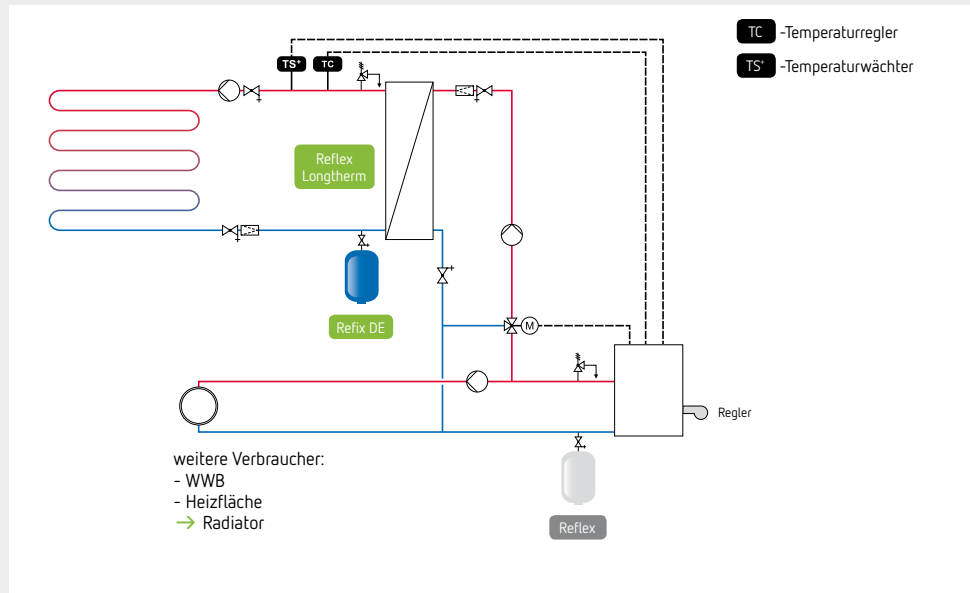 TC -Temperaturregler
TS⁺ -Temperaturwächter
TS⁺ TC
Reflex
Longtherm
Refix DE
M
Regler
weitere Verbraucher:
- WWB
- Heizfläche
→ Radiator
Reflex